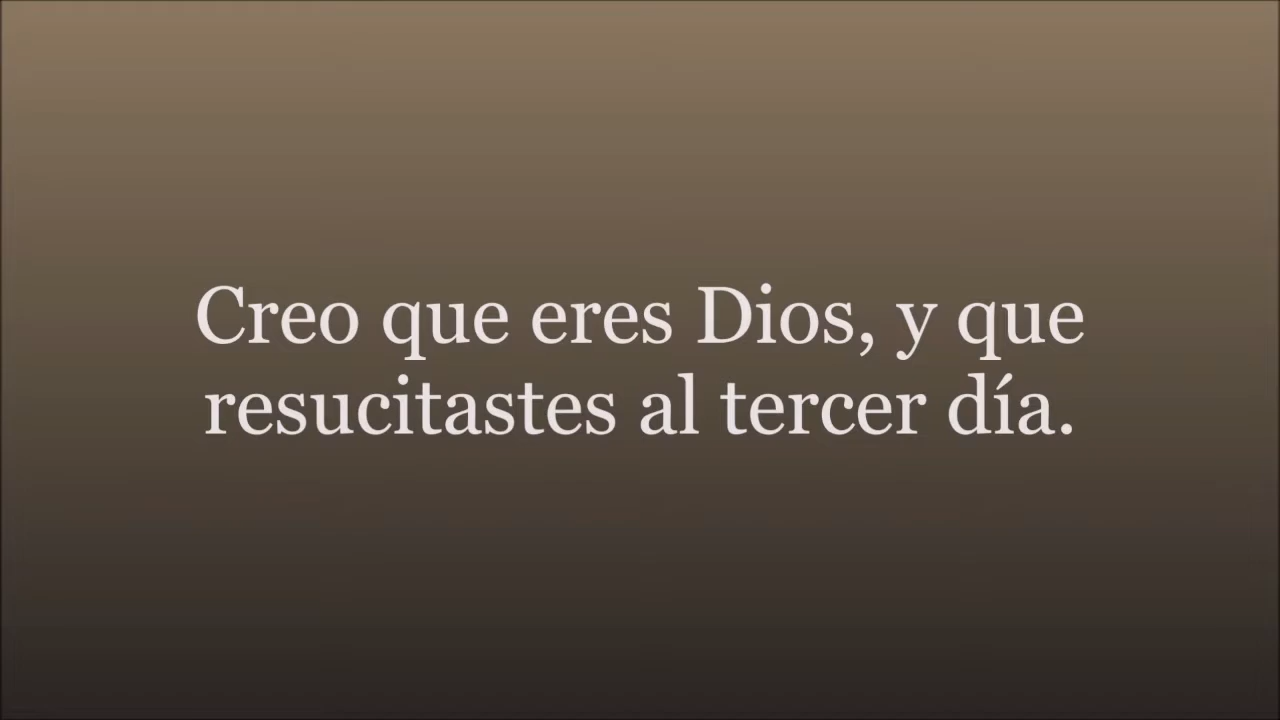 Creo que eres Dios, y que
resucitastes al tercer día.